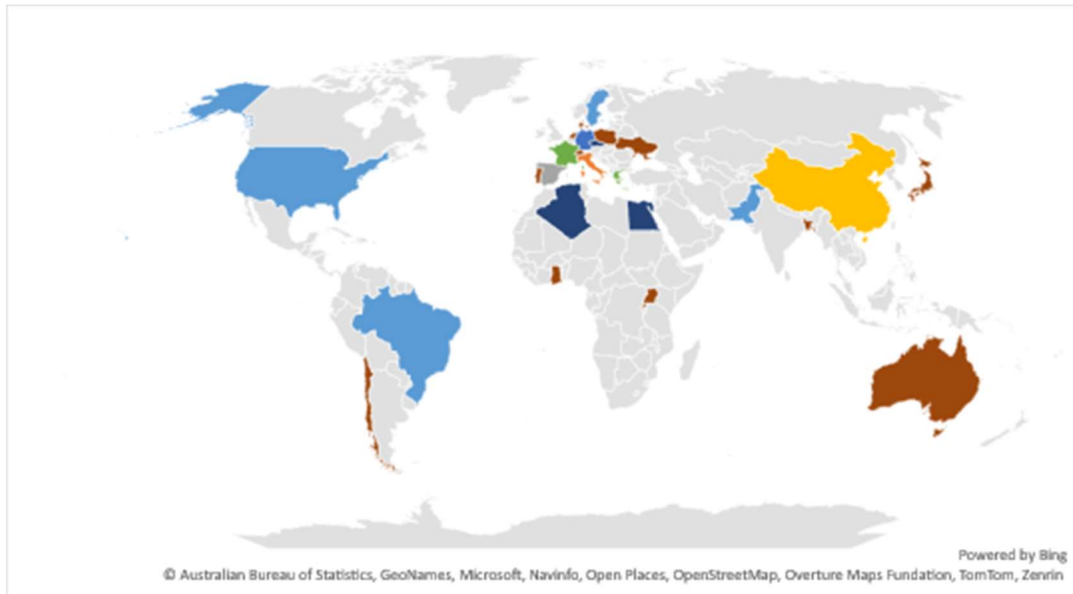 Powered by Bing
© Australian Bureau of Statistics, GeoNames, Microsoft, Navinfo, Open Places, OpenStreetMap, Overture Maps Fundation, TomTom, Zenrin